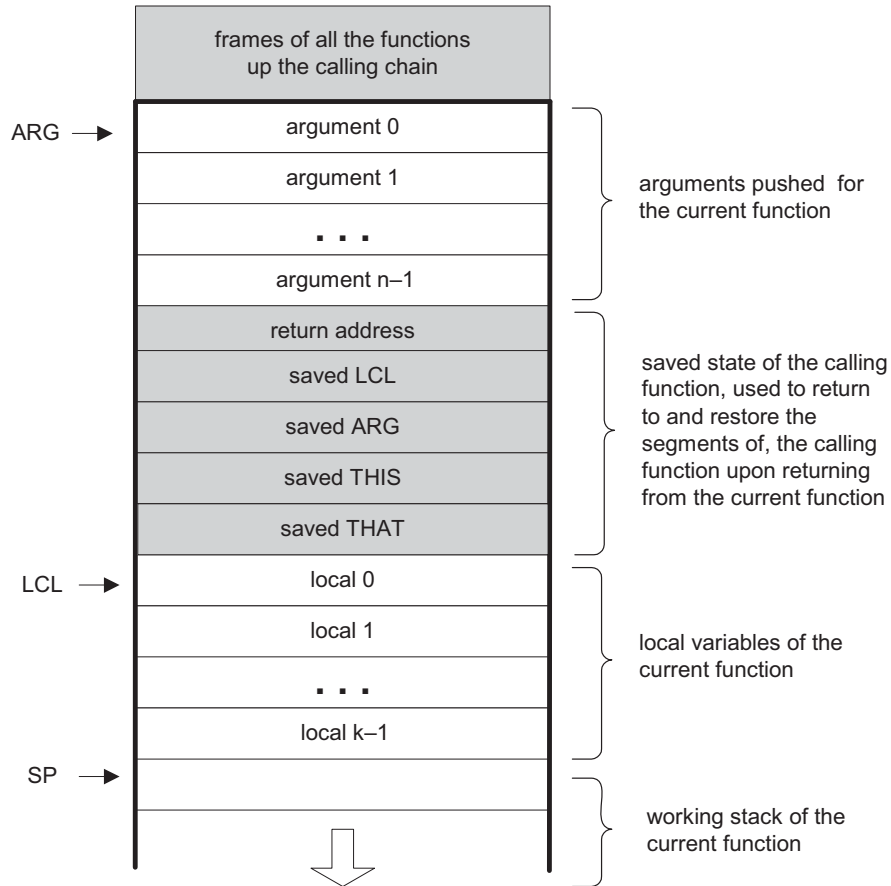 frames of all the functions
up the calling chain
ARG
argument 0
argument 1
. . .
argument n–1
arguments pushed for
the current function
return address
saved LCL
saved ARG
saved THIS
saved THAT
saved state of the calling
function, used to return
to and restore the
segments of, the calling
function upon returning
from the current function
LCL
local 0
local 1
. . .
local k–1
local variables of the
current function
SP
working stack of the
current function